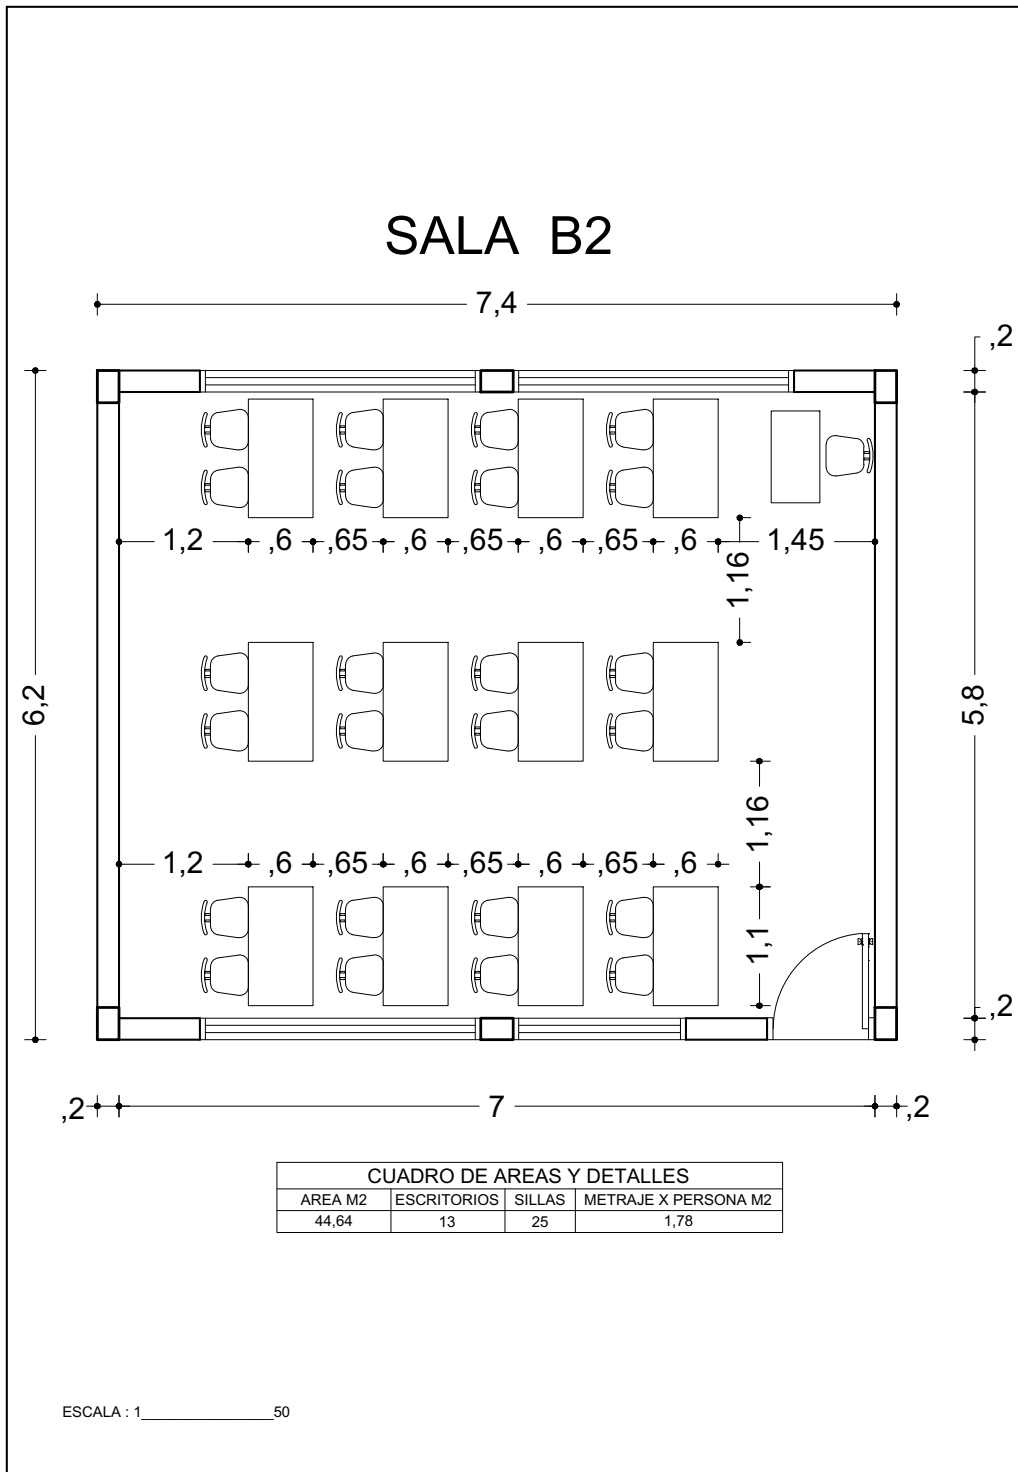 SALA B2
7,4
,2
1,2 ,6 ,65 ,6 ,65 ,6 ,65 ,6 1,45
1,16
6,2
5,8
1,16
1,2 ,6 ,65 ,6 ,65 ,6 ,65 ,6
1,1
,2
,2 7 ,2
CUADRO DE AREAS Y DETALLES
AREA M2 ESCRITORIOS SILLAS METRAJE X PERSONA M2
44,64 13 25 1,78
ESCALA : 1________________50